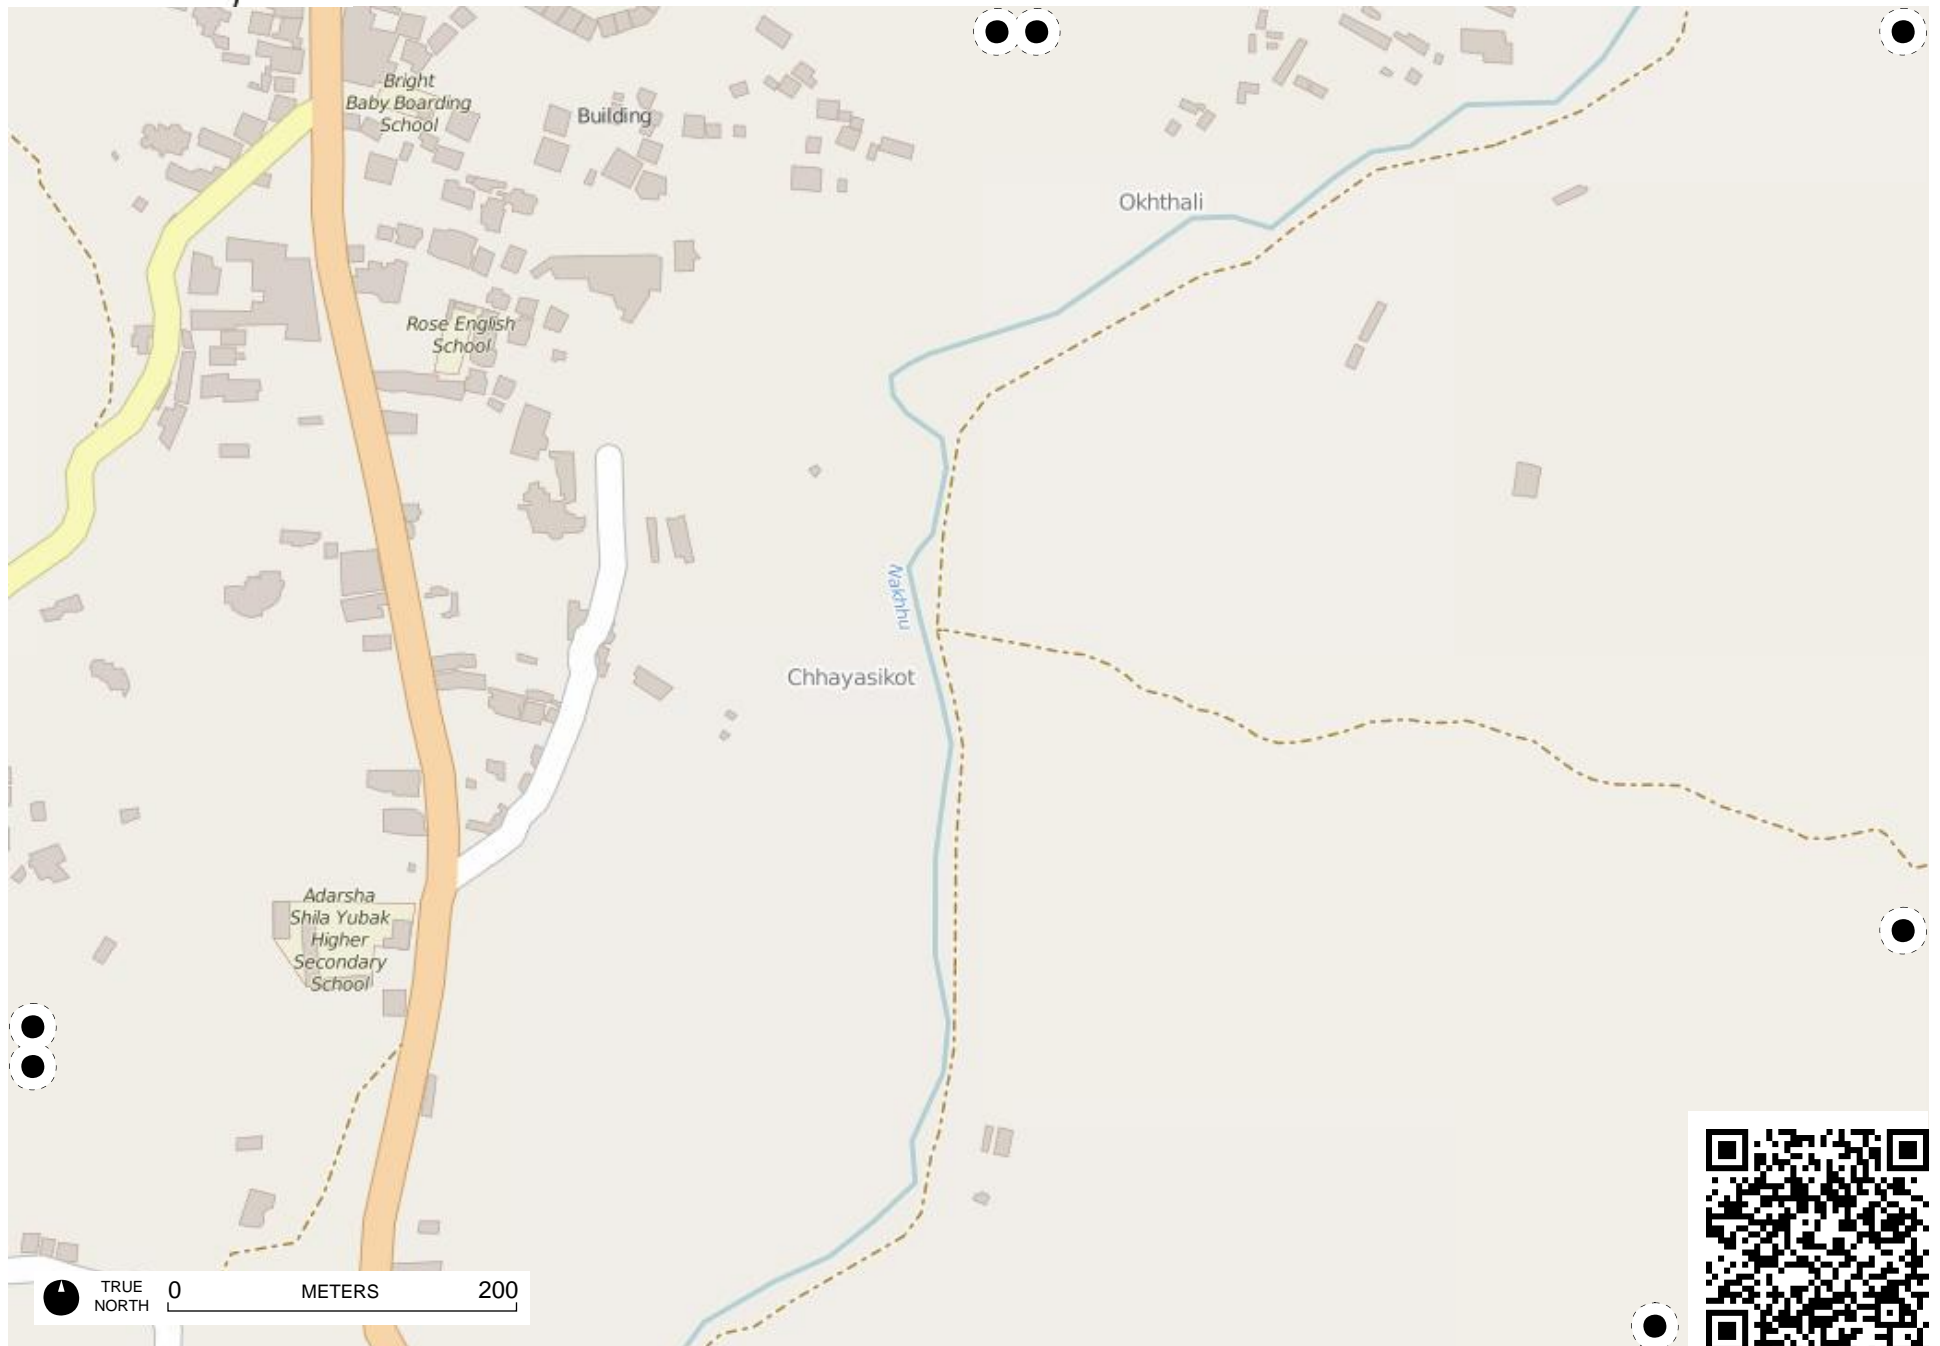 Bright
Baby Boarding
School
Building
Okhthali
Rose English
School
Nakhhu
Chhayasikot
Adarsha
Shila Yubak
Higher
Secondary
School
TRUE
NORTH
0
METERS
200